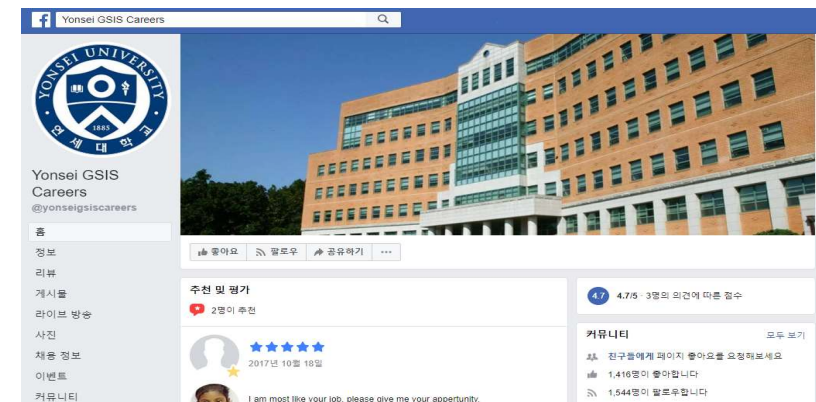 Yonsei GSIS Careers
YONSEI UNIVERSITY
1885
연세대학교
Yonsei GSIS
Careers
@yonseigsiscareers
홈
정보
리뷰
게시물
라이브 방송
사진
채용 정보
이벤트
커뮤니티
좋아요 팔로우 공유하기 ...
추천 및 평가
2명이 추천
2017년 10월 18일
I am most like your job, please give me your appertunity.
4.7 4.7/5 · 3명의 의견에 따른 점수
커뮤니티 모두 보기
친구들에게 페이지 좋아요를 요청해보세요
1,416명이 좋아합니다
1,544명이 팔로우합니다